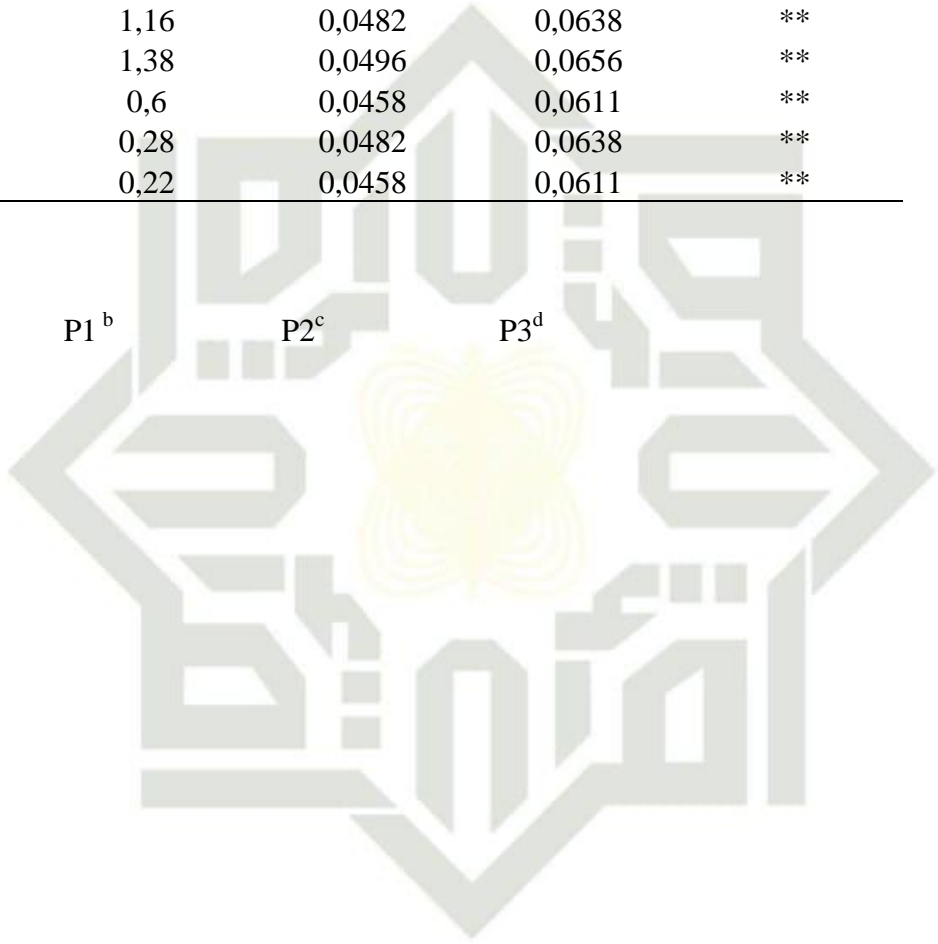 1,16 0,0482 0,0638 **
1,38 0,0496 0,0656 **
0,6 0,0458 0,0611 **
0,28 0,0482 0,0638 **
0,22 0,0458 0,0611 **
P1 ᵇ P2ᶜ P3ᵈ